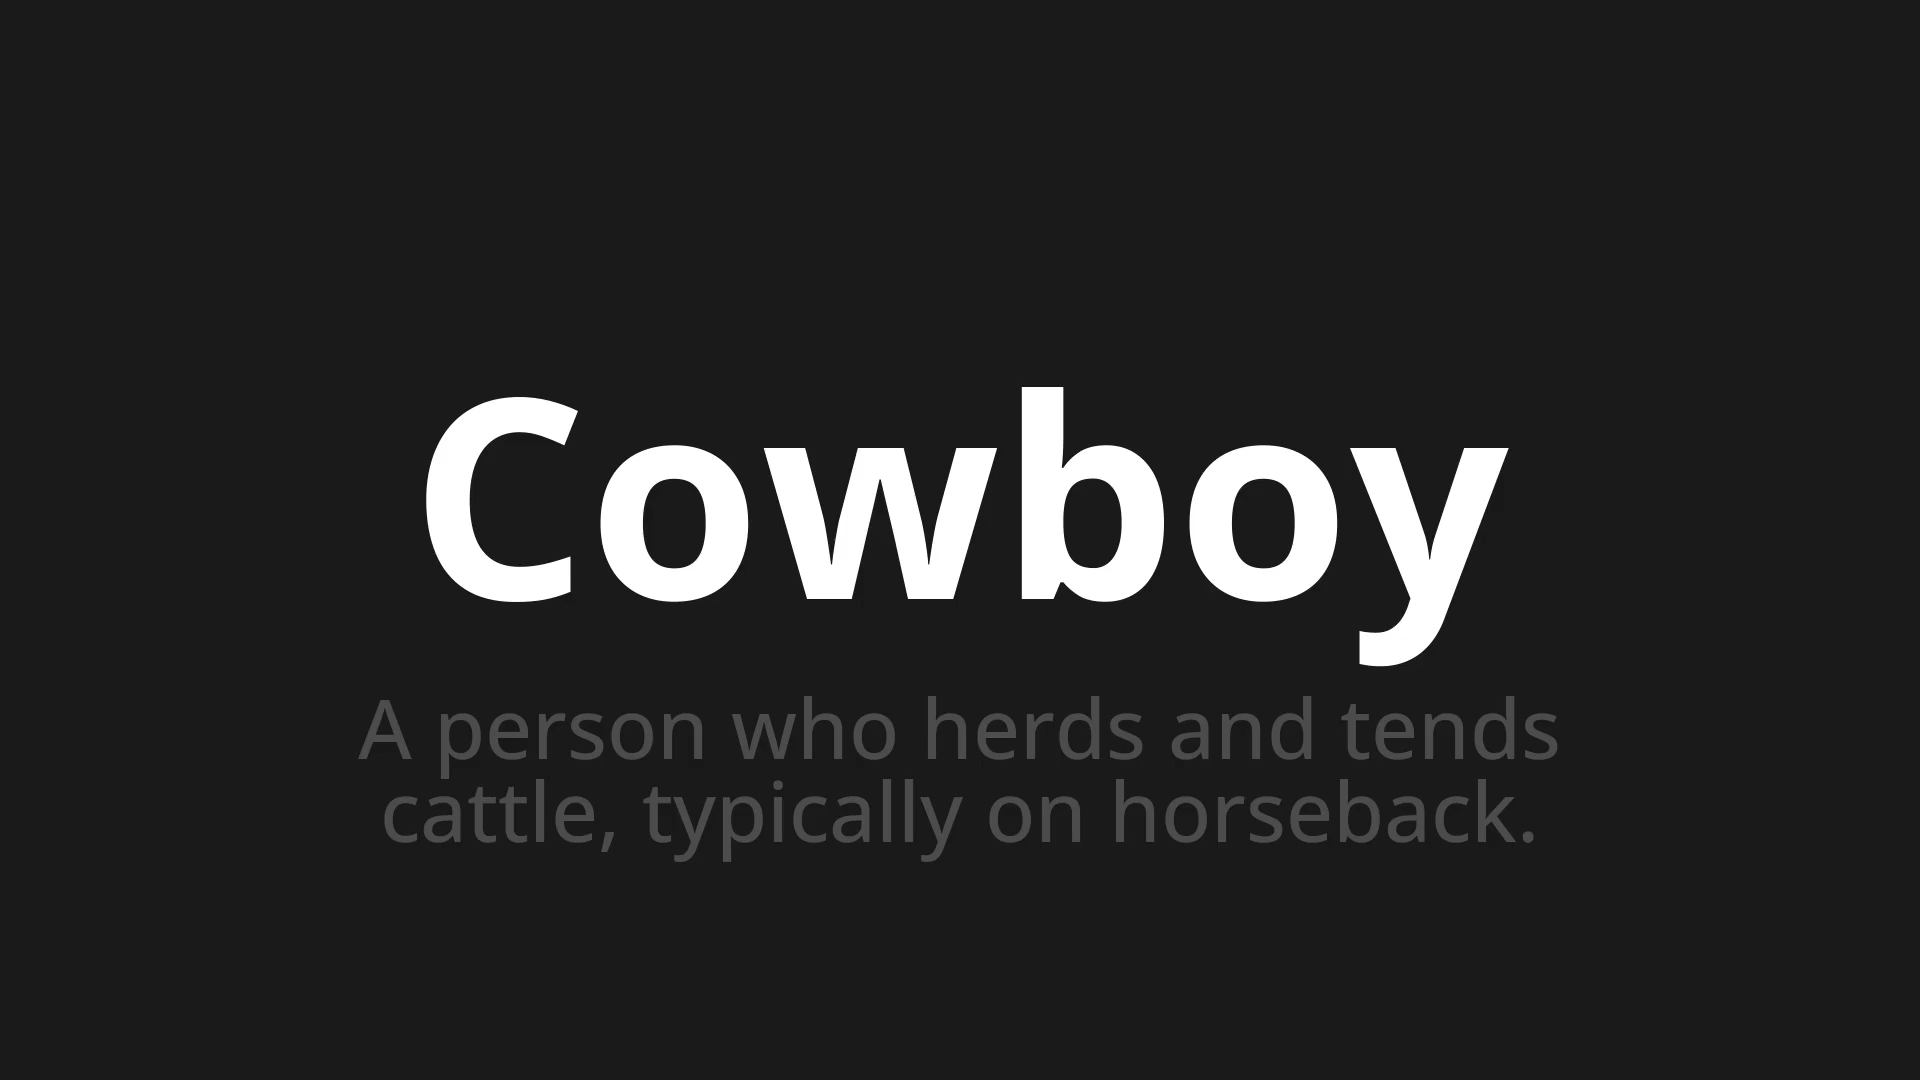 Cowboy
A person who herds and tends
cattle, typically on horseback.